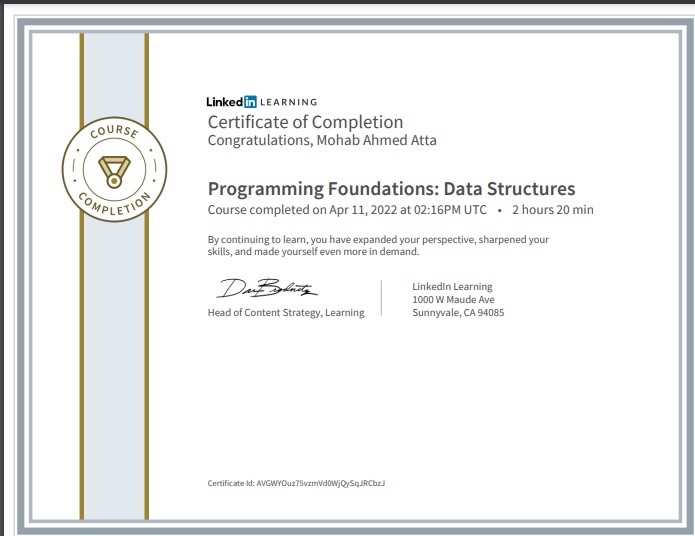 COURSE
COMPLETION
Linked in LEARNING
Certificate of Completion
Congratulations, Mohab Ahmed Atta
Programming Foundations: Data Structures
Course completed on Apr 11, 2022 at 02:16PM UTC • 2 hours 20 min
By continuing to learn, you have expanded your perspective, sharpened your
skills, and made yourself even more in demand.
Head of Content Strategy, Learning
LinkedIn Learning
1000 W Maude Ave
Sunnyvale, CA 94085
Certificate Id: AVGWYOuz75vzmVd0WjQySqJRCbzJ